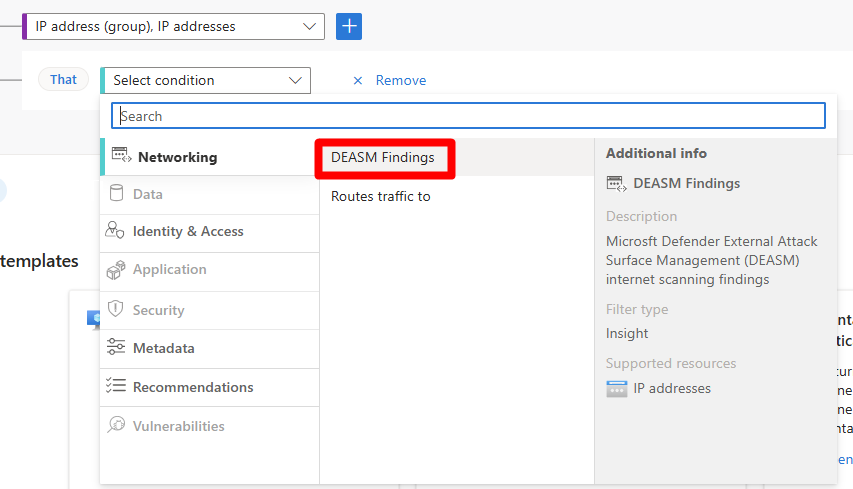 IP address (group), IP addresses
That
Select condition
Remove
Search
Networking
DEASM Findings
Additional info
Data
Routes traffic to
DEASM Findings
Identity & Access
Description
Microsft Defender External Attack
Surface Management (DEASM)
internet scanning findings
templates
Application
Security
Filter type
Insight
Metadata
Supported resources
Recommendations
IP addresses
Vulnerabilities